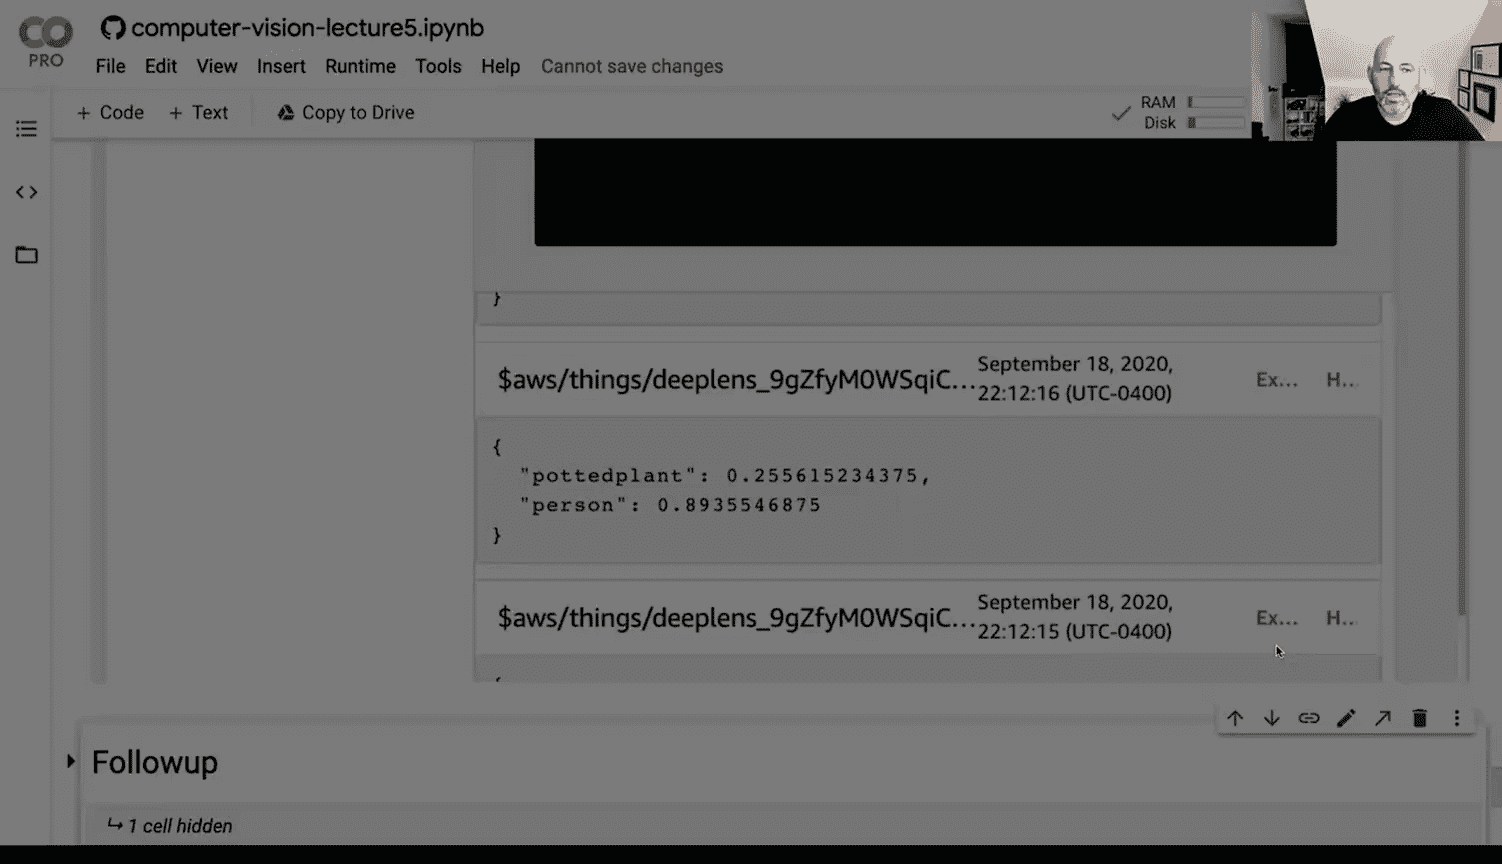 CO
PRO
computer-vision-lecture5.ipynb
File Edit View Insert Runtime Tools Help Cannot save changes
+ Code + Text Copy to Drive
RAM
Disk
}
$aws/things/deeplens_9gZfyM0WSqiC... September 18, 2020, 22:12:16 (UTC-0400) Ex... H...
{
"pottedplant": 0.255615234375,
"person": 0.8935546875
}
$aws/things/deeplens_9gZfyM0WSqiC... September 18, 2020, 22:12:15 (UTC-0400) Ex... H...
{
Followup
1 cell hidden